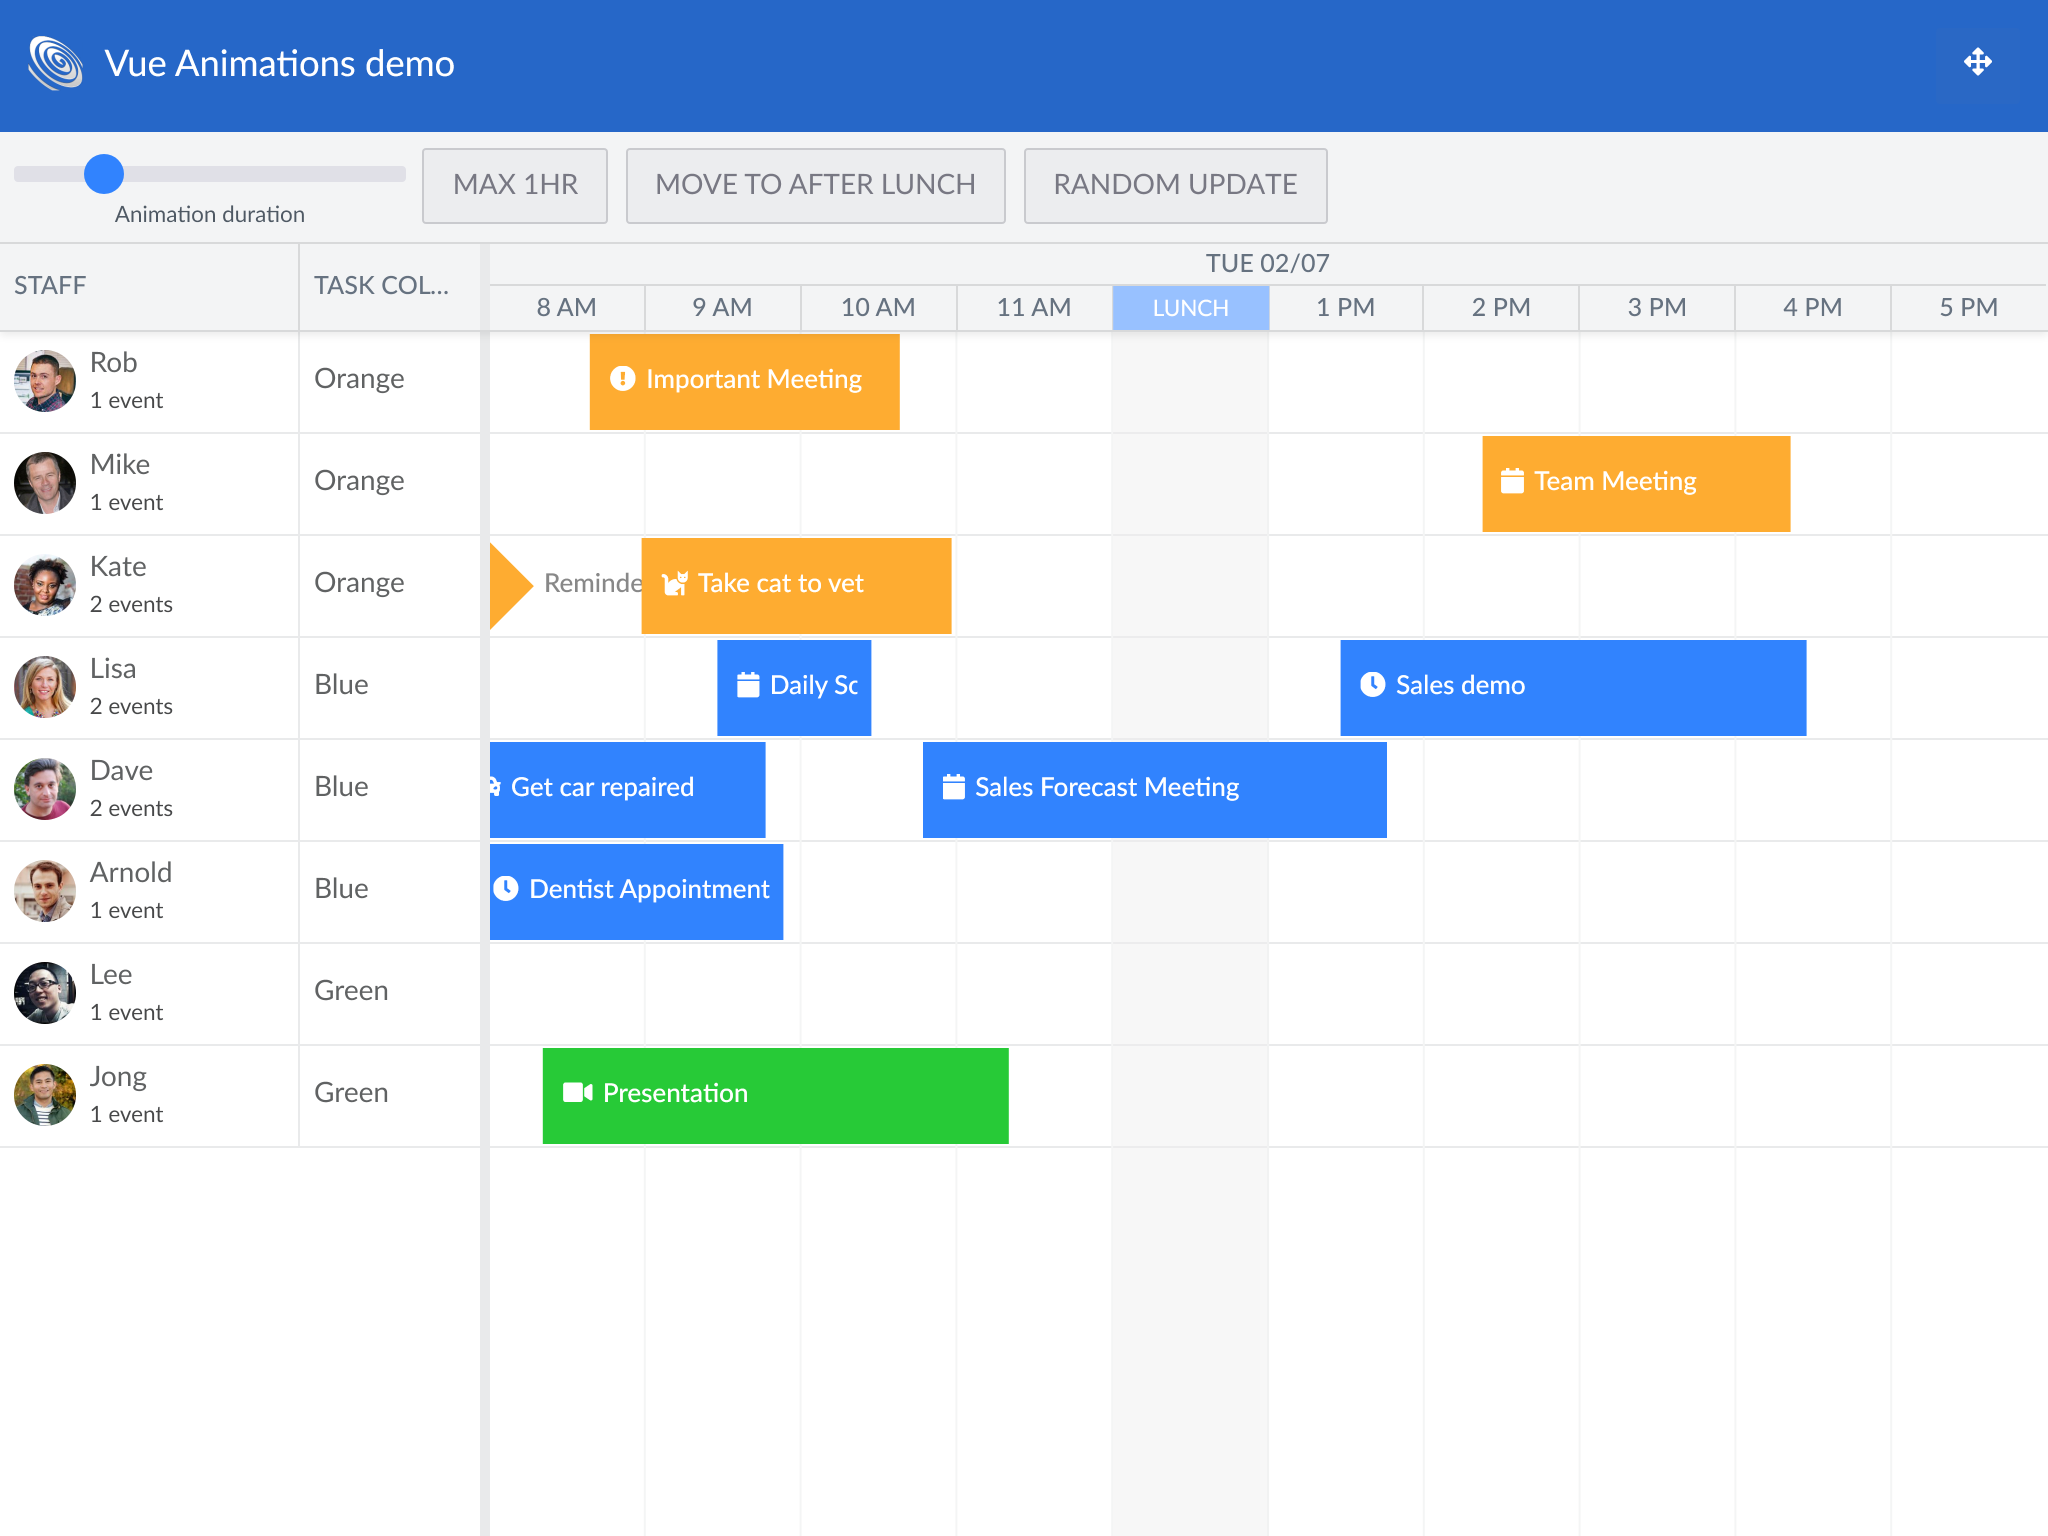 Vue Animations demo
Animation duration
MAX 1HR
MOVE TO AFTER LUNCH
RANDOM UPDATE
STAFF
TASK COL...
TUE 02/07
8 AM
9 AM
10 AM
11 AM
LUNCH
1 PM
2 PM
3 PM
4 PM
5 PM
Rob
1 event
Orange
Important Meeting
Mike
1 event
Orange
Team Meeting
Kate
2 events
Orange
Reminde
Take cat to vet
Lisa
2 events
Blue
Daily Sc
Sales demo
Dave
2 events
Blue
Get car repaired
Sales Forecast Meeting
Arnold
1 event
Blue
Dentist Appointment
Lee
1 event
Green
Jong
1 event
Green
Presentation